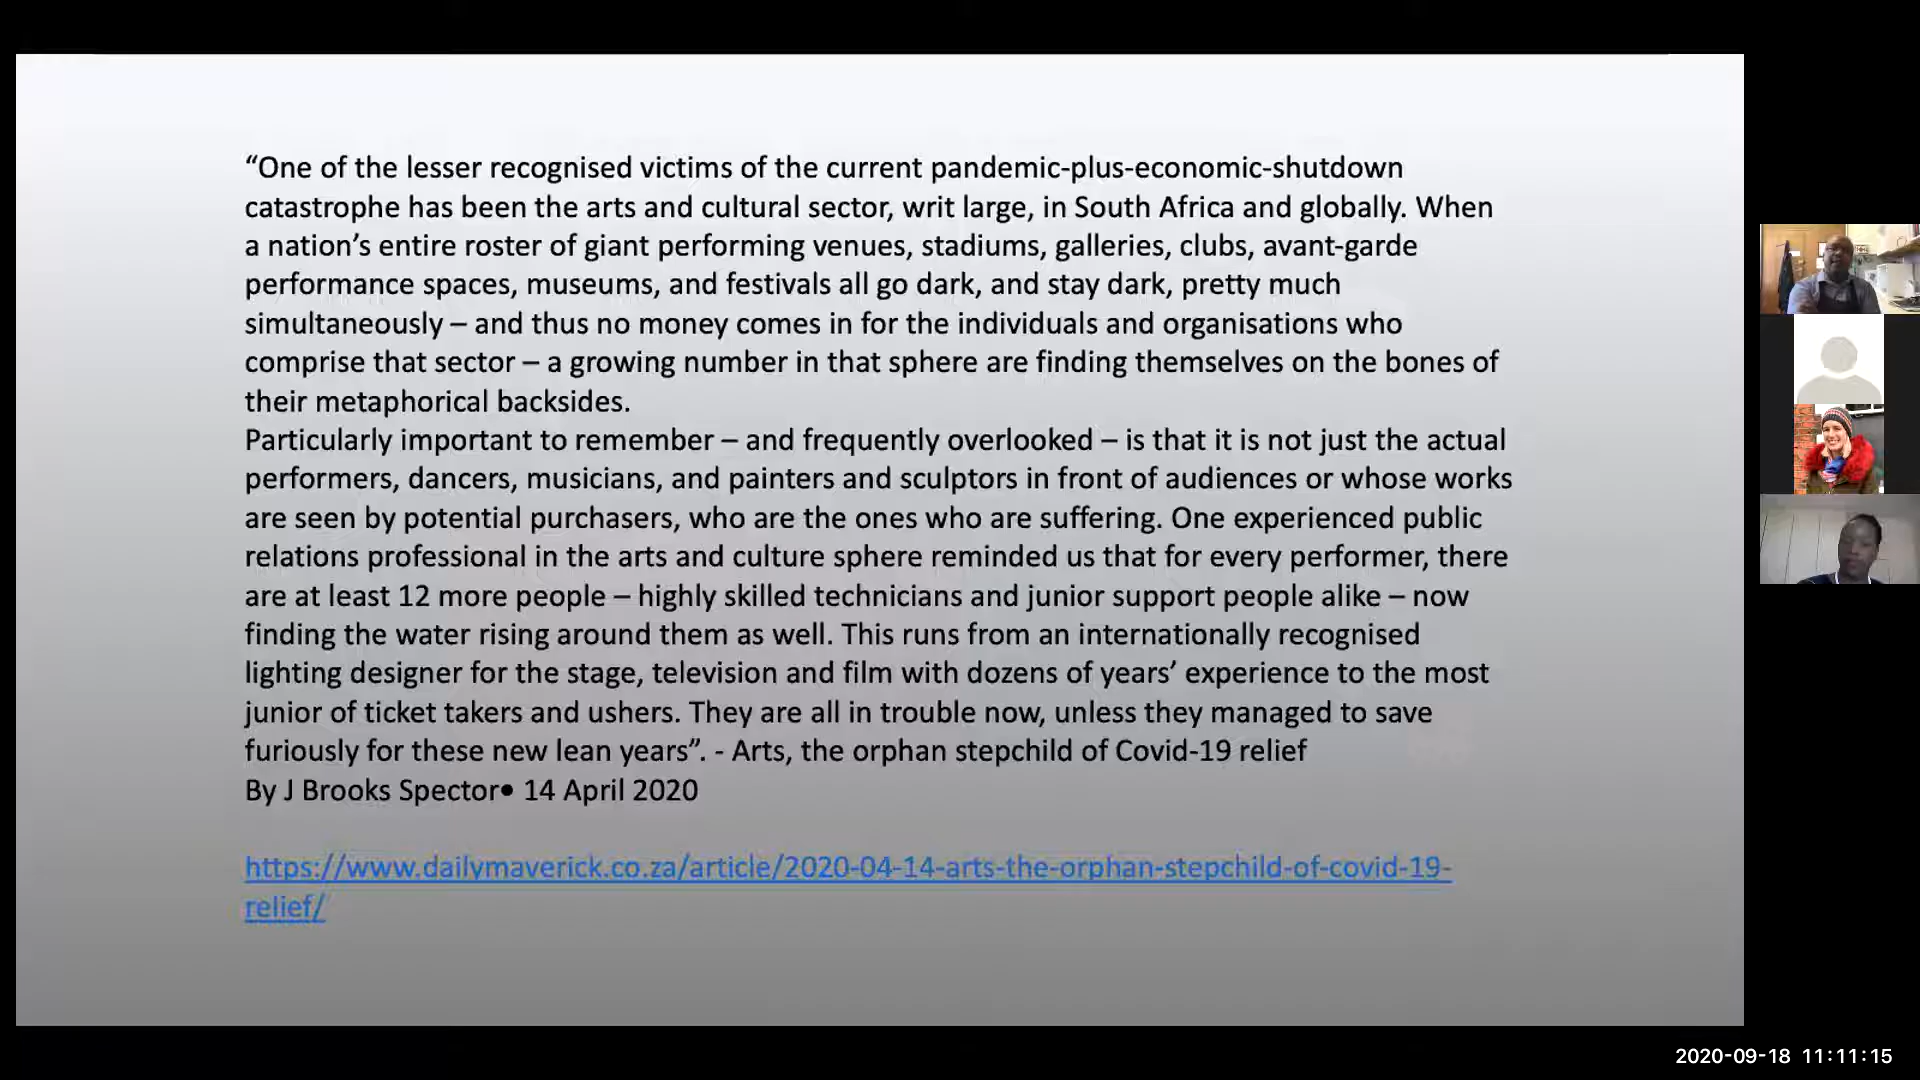 “One of the lesser recognised victims of the current pandemic-plus-economic-shutdown
catastrophe has been the arts and cultural sector, writ large, in South Africa and globally. When
a nation’s entire roster of giant performing venues, stadiums, galleries, clubs, avant-garde
performance spaces, museums, and festivals all go dark, and stay dark, pretty much
simultaneously – and thus no money comes in for the individuals and organisations who
comprise that sector – a growing number in that sphere are finding themselves on the bones of
their metaphorical backsides.
Particularly important to remember – and frequently overlooked – is that it is not just the actual
performers, dancers, musicians, and painters and sculptors in front of audiences or whose works
are seen by potential purchasers, who are the ones who are suffering. One experienced public
relations professional in the arts and culture sphere reminded us that for every performer, there
are at least 12 more people – highly skilled technicians and junior support people alike – now
finding the water rising around them as well. This runs from an internationally recognised
lighting designer for the stage, television and film with dozens of years’ experience to the most
junior of ticket takers and ushers. They are all in trouble now, unless they managed to save
furiously for these new lean years”. - Arts, the orphan stepchild of Covid-19 relief
By J Brooks Spector• 14 April 2020
https://www.dailymaverick.co.za/article/2020-04-14-arts-the-orphan-stepchild-of-covid-19-
relief/
2020-09-18 11:11:15